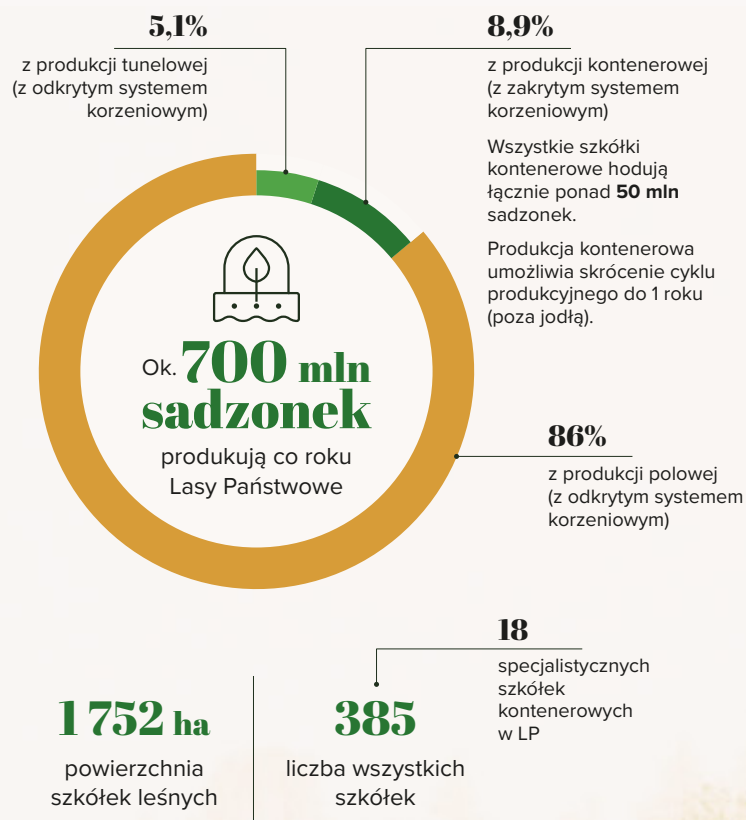 5,1%
z produkcji tunelowej
(z odkrytym systemem
korzeniowym)
8,9%
z produkcji kontenerowej
(z zakrytym systemem
korzeniowym)
Wszystkie szkółki
kontenerowe hodują
łącznie ponad 50 mln
sadzonek.
Produkcja kontenerowa
umożliwia skrócenie cyklu
produkcyjnego do 1 roku
(poza jodłą).
Ok. 700 mln
sadzonek
produkują co roku
Lasy Państwowe
86%
z produkcji polowej
(z odkrytym systemem
korzeniowym)
18
specjalistycznych
szkółek
kontenerowych
w LP
1 752 ha
powierzchnia
szkółek leśnych
385
liczba wszystkich
szkółek